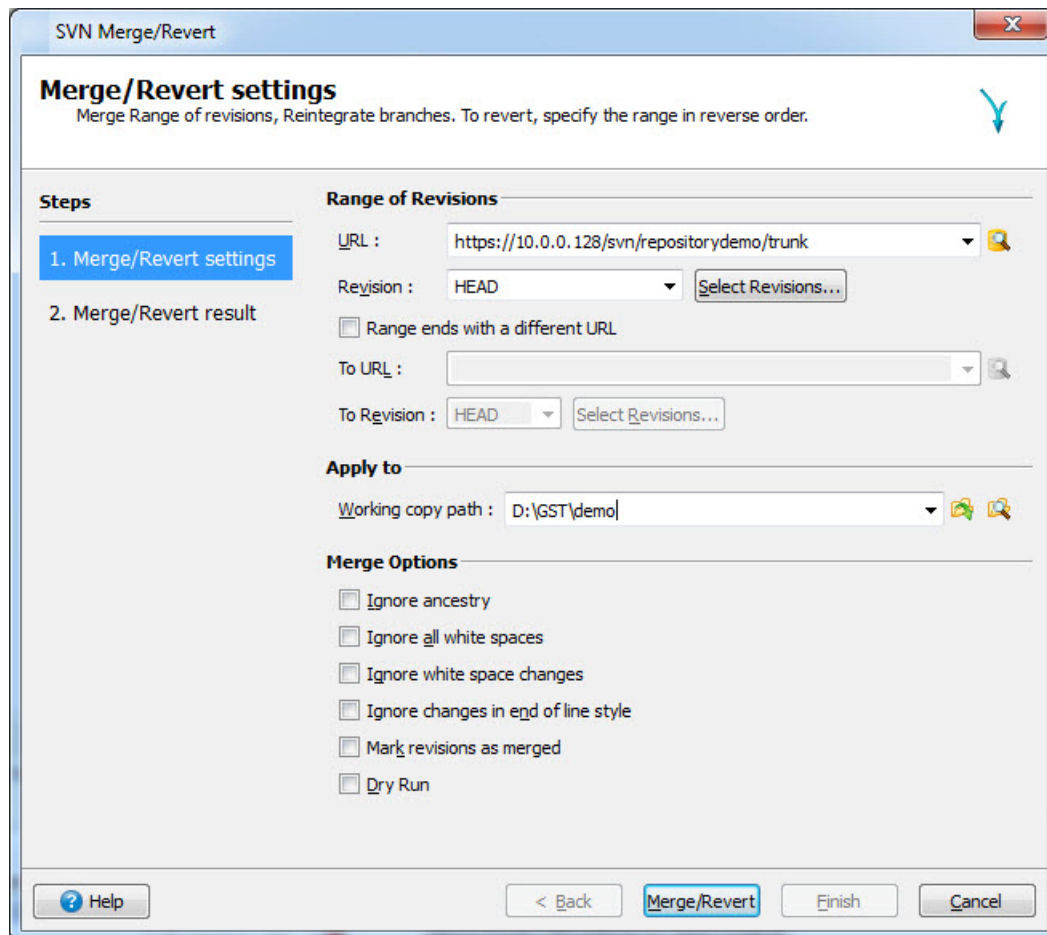 SVN Merge/Revert
Merge/Revert settings
Merge Range of revisions, Reintegrate branches. To revert, specify the range in reverse order.
Steps
1. Merge/Revert settings
2. Merge/Revert result
Range of Revisions
URL : https://10.0.0.128/svn/repositorydemo/trunk
Revision : HEAD Select Revisions...
Range ends with a different URL
To URL :
To Revision : HEAD Select Revisions...
Apply to
Working copy path : D:\GST\demo
Merge Options
Ignore ancestry
Ignore all white spaces
Ignore white space changes
Ignore changes in end of line style
Mark revisions as merged
Dry Run
Help < Back Merge/Revert Finish Cancel